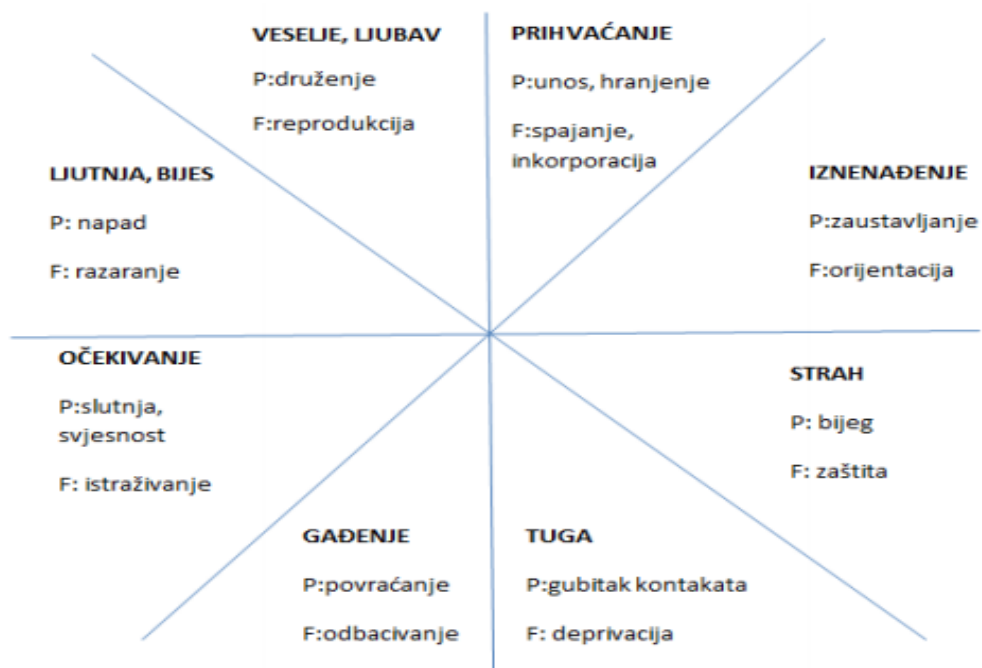 VESELJE, LJUBAV
P:druženje
F:reprodukcija
PRIHVAĆANJE
P:unos, hranjenje
F:spajanje,
inkorporacija
LJUTNJA, BIJES
P: napad
F: razaranje
IZNENAĐENJE
P:zaustavljanje
F:orijentacija
OČEKIVANJE
P:slutnja,
svjesnost
F: istraživanje
STRAH
P: bijeg
F: zaštita
GAĐENJE
P:povraćanje
F:odbacivanje
TUGA
P:gubitak kontakata
F: deprivacija